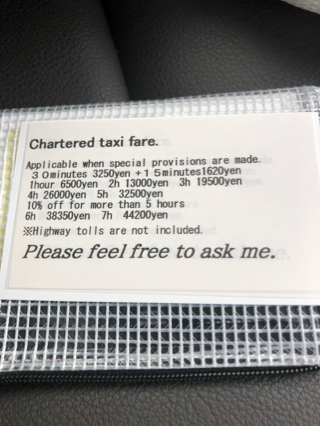 Chartered taxi fare.
Applicable when special provisions are made.
３０minutes 3250yen＋１５minutes1620yen
1hour 6500yen 2h 13000yen 3h 19500yen
4h 26000yen 5h 32500yen
10% off for more than 5 hours
6h 38350yen 7h 44200yen
※Highway tolls are not included.
Please feel free to ask me.